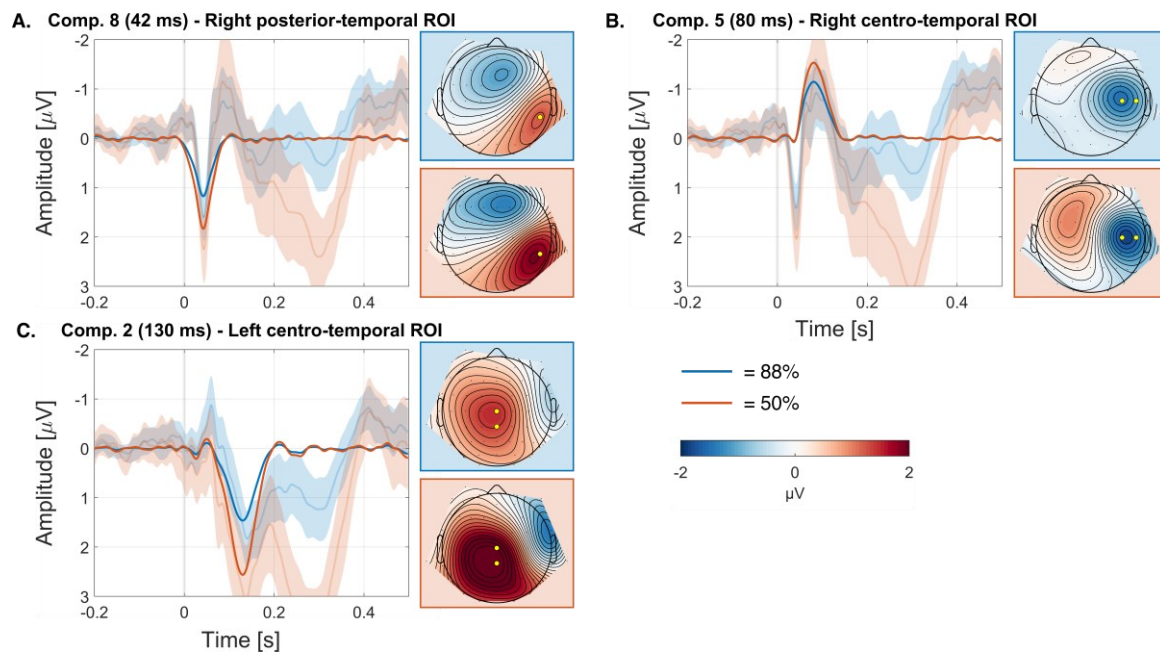 A. Comp. 8 (42 ms) - Right posterior-temporal ROI
-2
-1
0
1
2
3
Amplitude [µV]
-0.2 0 0.2 0.4
B. Comp. 5 (80 ms) - Right centro-temporal ROI
-2
-1
0
1
2
3
Amplitude [µV]
-0.2 0 0.2 0.4
Time [s]
C. Comp. 2 (130 ms) - Left centro-temporal ROI
-2
-1
0
1
2
3
Amplitude [µV]
-0.2 0 0.2 0.4
Time [s]
= 88%
= 50%
-2 0 2
µV